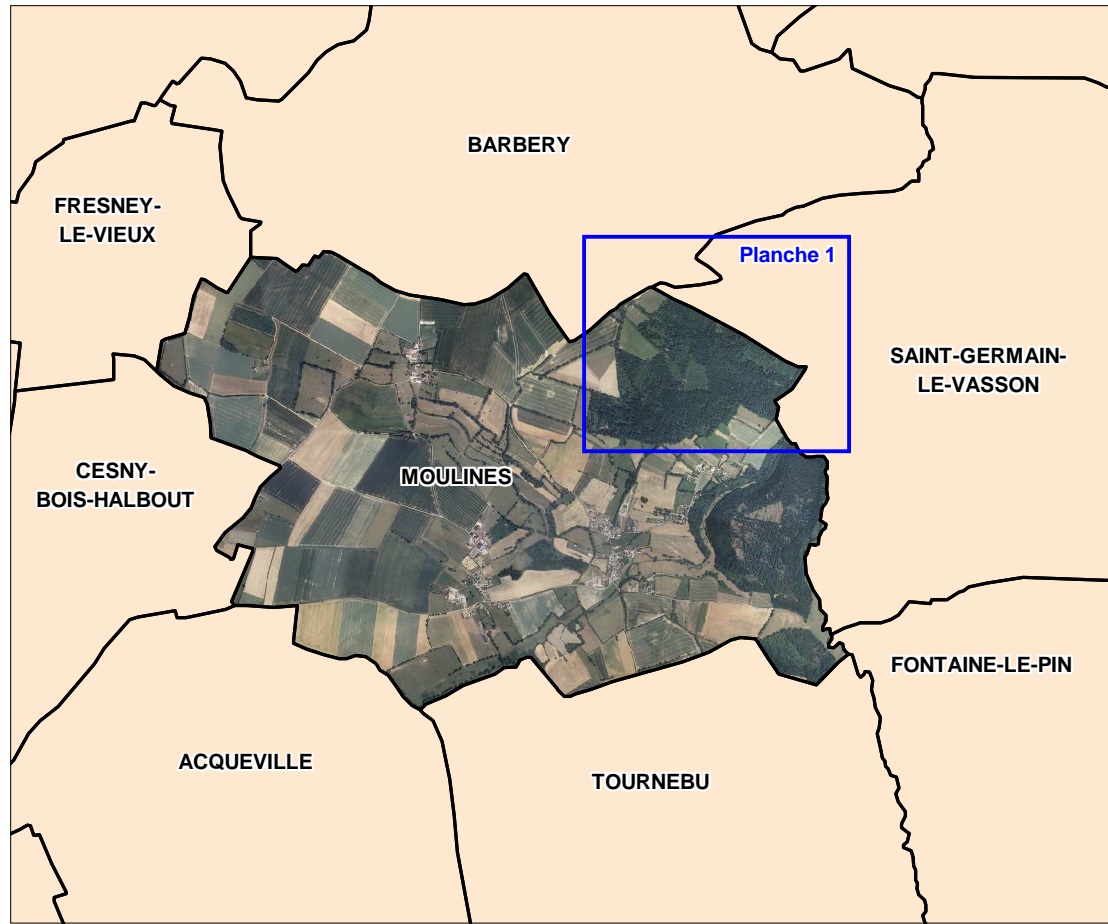 BARBERY
FRESNEY-
LE-VIEUX
Planche 1
SAINT-GERMAIN-
LE-VASSON
CESNY-
BOIS-HALBOUT
MOULINES
FONTAINE-LE-PIN
ACQUEVILLE
TOURNEBU